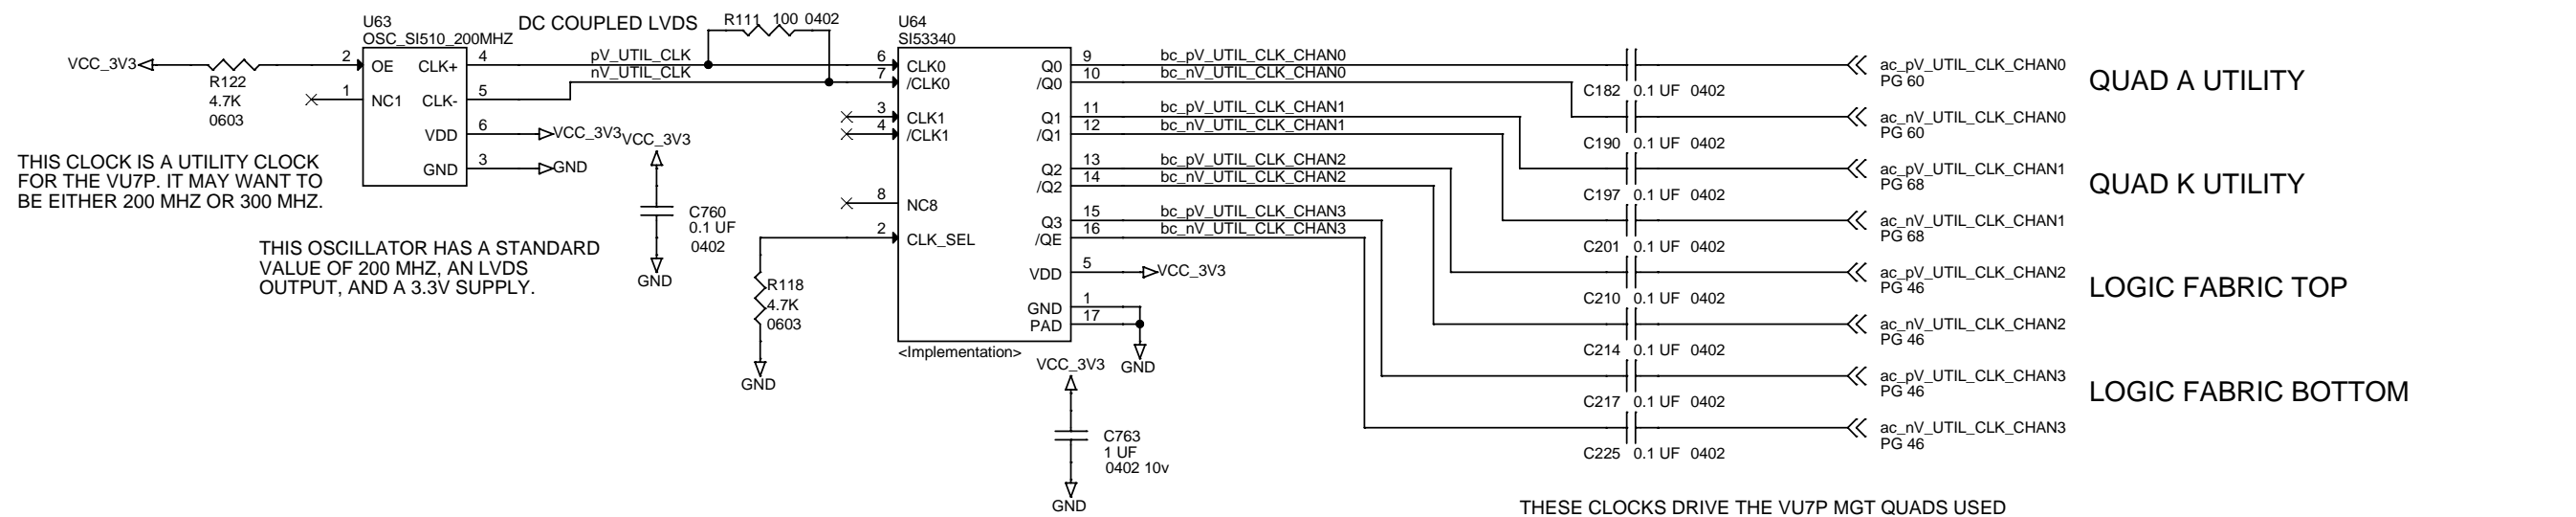 U63
OSC_SI510_200MHZ
DC COUPLED LVDS
R111 100 0402
U64
SI53340
VCC_3V3
R122
4.7K
0603
2 OE
1 NC1
CLK+ 4
CLK- 5
VDD 6
GND 3
pV_UTIL_CLK
nV_UTIL_CLK
VCC_3V3
GND
THIS CLOCK IS A UTILITY CLOCK
FOR THE VU7P. IT MAY WANT TO
BE EITHER 200 MHZ OR 300 MHZ.
THIS OSCILLATOR HAS A STANDARD
VALUE OF 200 MHZ, AN LVDS
OUTPUT, AND A 3.3V SUPPLY.
VCC_3V3
C760
0.1 UF
0402
GND
6 CLK0
7 /CLK0
3 CLK1
4 /CLK1
8 NC8
2 CLK_SEL
R118
4.7K
0603
GND
Q0 9 bc_pV_UTIL_CLK_CHAN0
/Q0 10 bc_nV_UTIL_CLK_CHAN0
Q1 11 bc_pV_UTIL_CLK_CHAN1
/Q1 12 bc_nV_UTIL_CLK_CHAN1
Q2 13 bc_pV_UTIL_CLK_CHAN2
/Q2 14 bc_nV_UTIL_CLK_CHAN2
Q3 15 bc_pV_UTIL_CLK_CHAN3
/QE 16 bc_nV_UTIL_CLK_CHAN3
VDD 5 VCC_3V3
GND 1
PAD 17
<Implementation>
GND
VCC_3V3
C763
1 UF
0402 10v
GND
C182 0.1 UF 0402
C190 0.1 UF 0402
C197 0.1 UF 0402
C201 0.1 UF 0402
C210 0.1 UF 0402
C214 0.1 UF 0402
C217 0.1 UF 0402
C225 0.1 UF 0402
ac_pV_UTIL_CLK_CHAN0
PG 60
QUAD A UTILITY
ac_nV_UTIL_CLK_CHAN0
PG 60
ac_pV_UTIL_CLK_CHAN1
PG 68
QUAD K UTILITY
ac_nV_UTIL_CLK_CHAN1
PG 68
ac_pV_UTIL_CLK_CHAN2
PG 46
LOGIC FABRIC TOP
ac_nV_UTIL_CLK_CHAN2
PG 46
ac_pV_UTIL_CLK_CHAN3
PG 46
LOGIC FABRIC BOTTOM
ac_nV_UTIL_CLK_CHAN3
PG 46
THESE CLOCKS DRIVE THE VU7P MGT QUADS USED